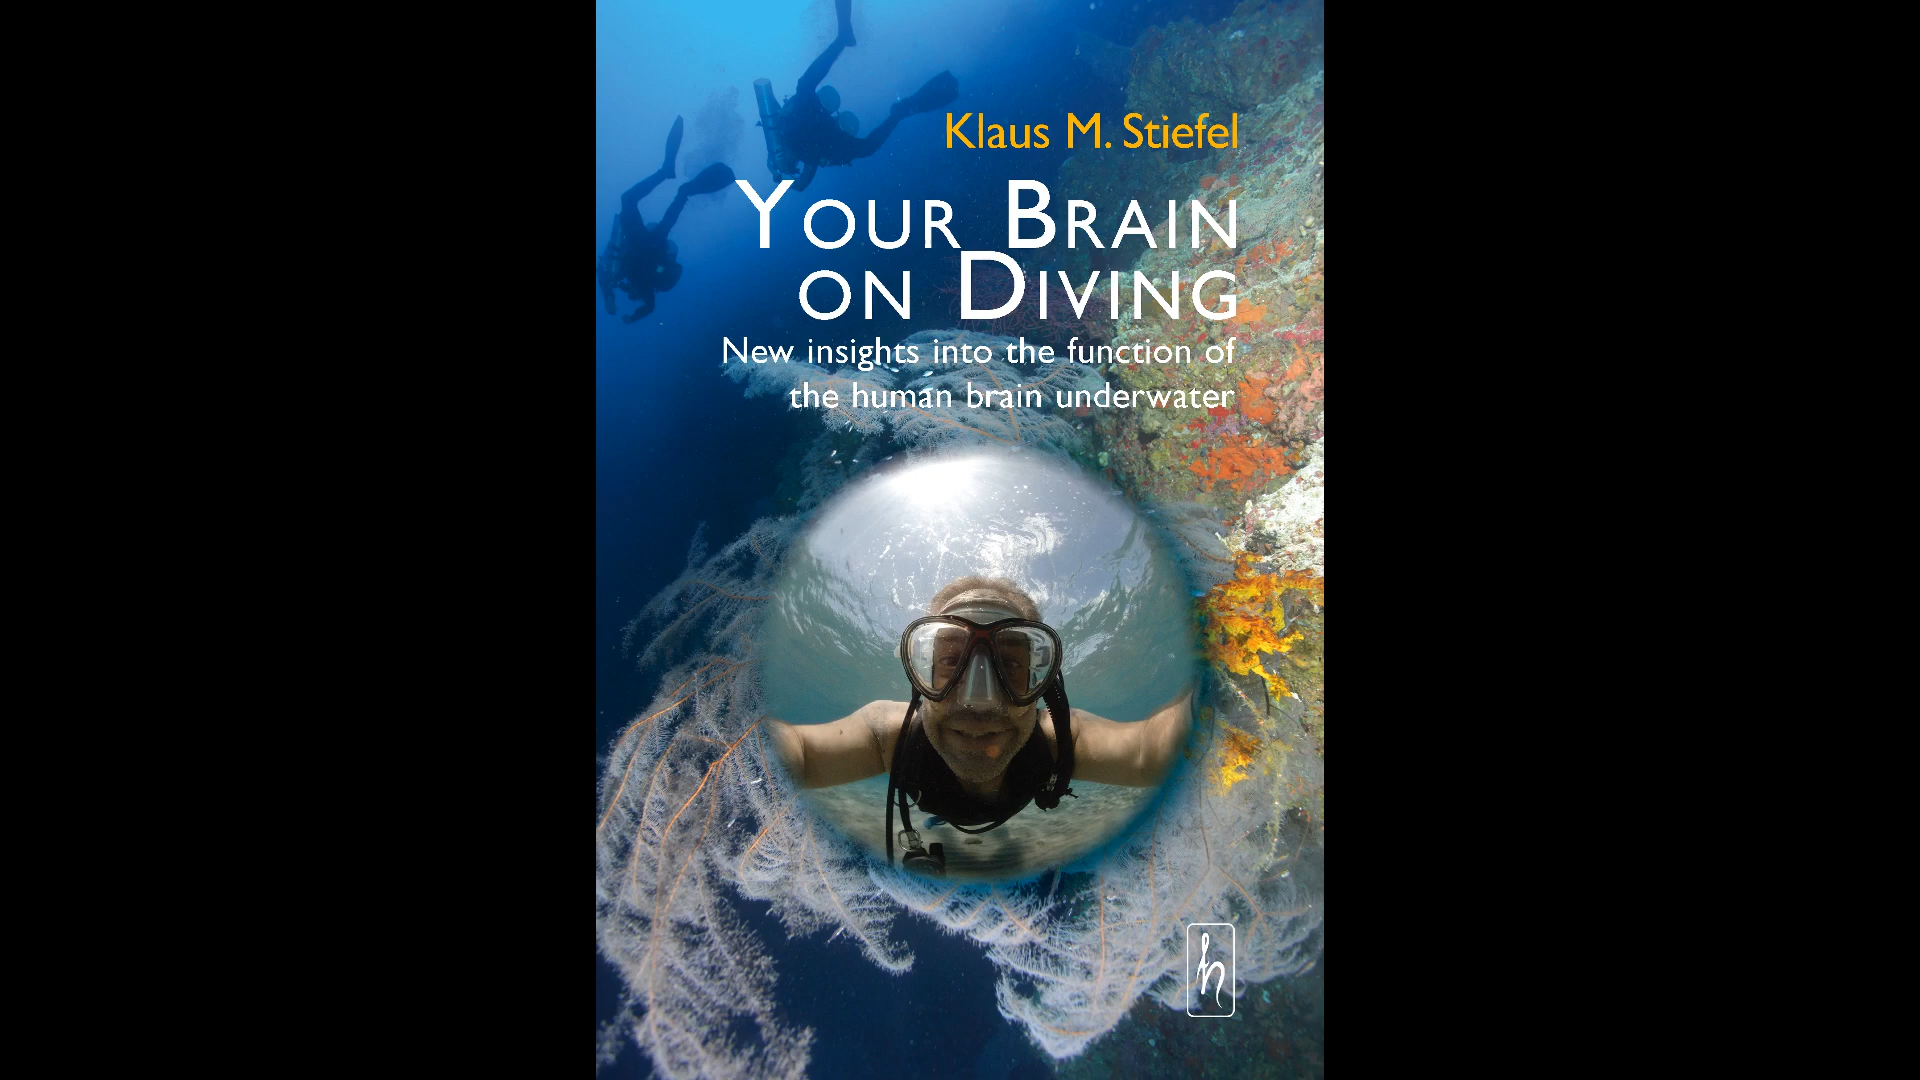 Klaus M. Stiefel
YOUR BRAIN
ON DIVING
New insights into the function of
the human brain underwater
h